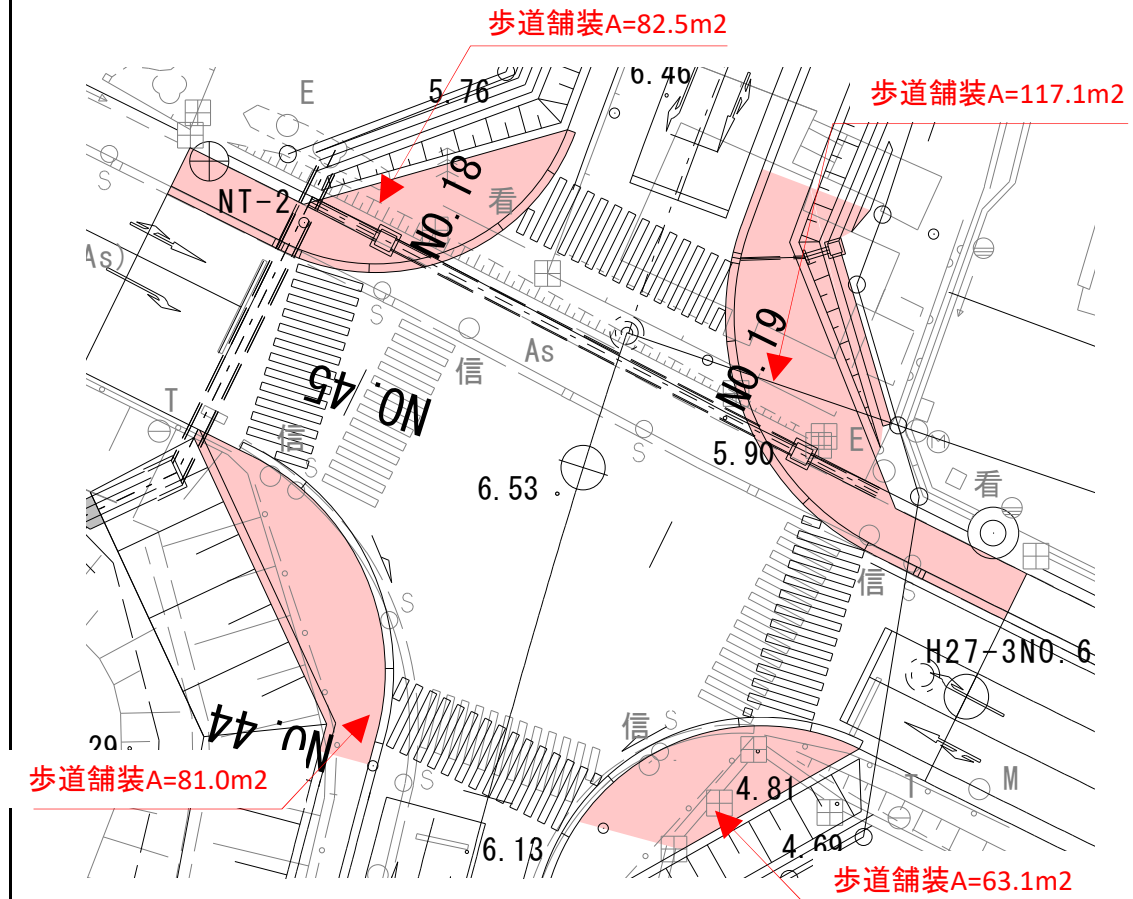 歩道舗装A=82.5m2
歩道舗装A=117.1m2
E
5.76
6.46
S
NT-2
NO.18
看
As)
S
信
As
NO.19
T
NO.45
信
S
S
5.90
E
M
看
6.53
S
信
S
H27-3NO.6
NO.44
信
S
29.
歩道舗装A=81.0m2
S
4.81
T
M
6.13
4.69
歩道舗装A=63.1m2